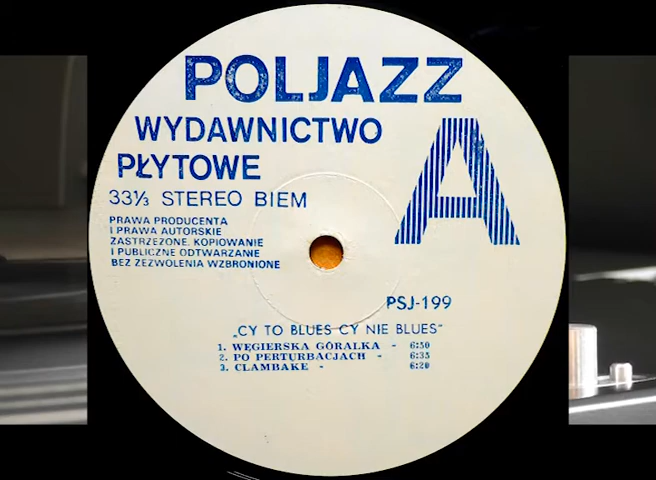 POLJAZZ
WYDAWNICTWO
PŁYTOWE
A
33⅓ STEREO BIEM
PRAWA PRODUCENTA
I PRAWA AUTORSKIE
ZASTRZEŻONE. KOPIOWANIE
I PUBLICZNE ODTWARZANE
BEZ ZEZWOLENIA WZBRONIONE
PSJ-199
„CY TO BLUES CY NIE BLUES"
1. WĘGIERSKA GÓRALKA - 6:50
2. PO PERTURBACJACH - 6:35
3. CLAMBAKE - 6:20